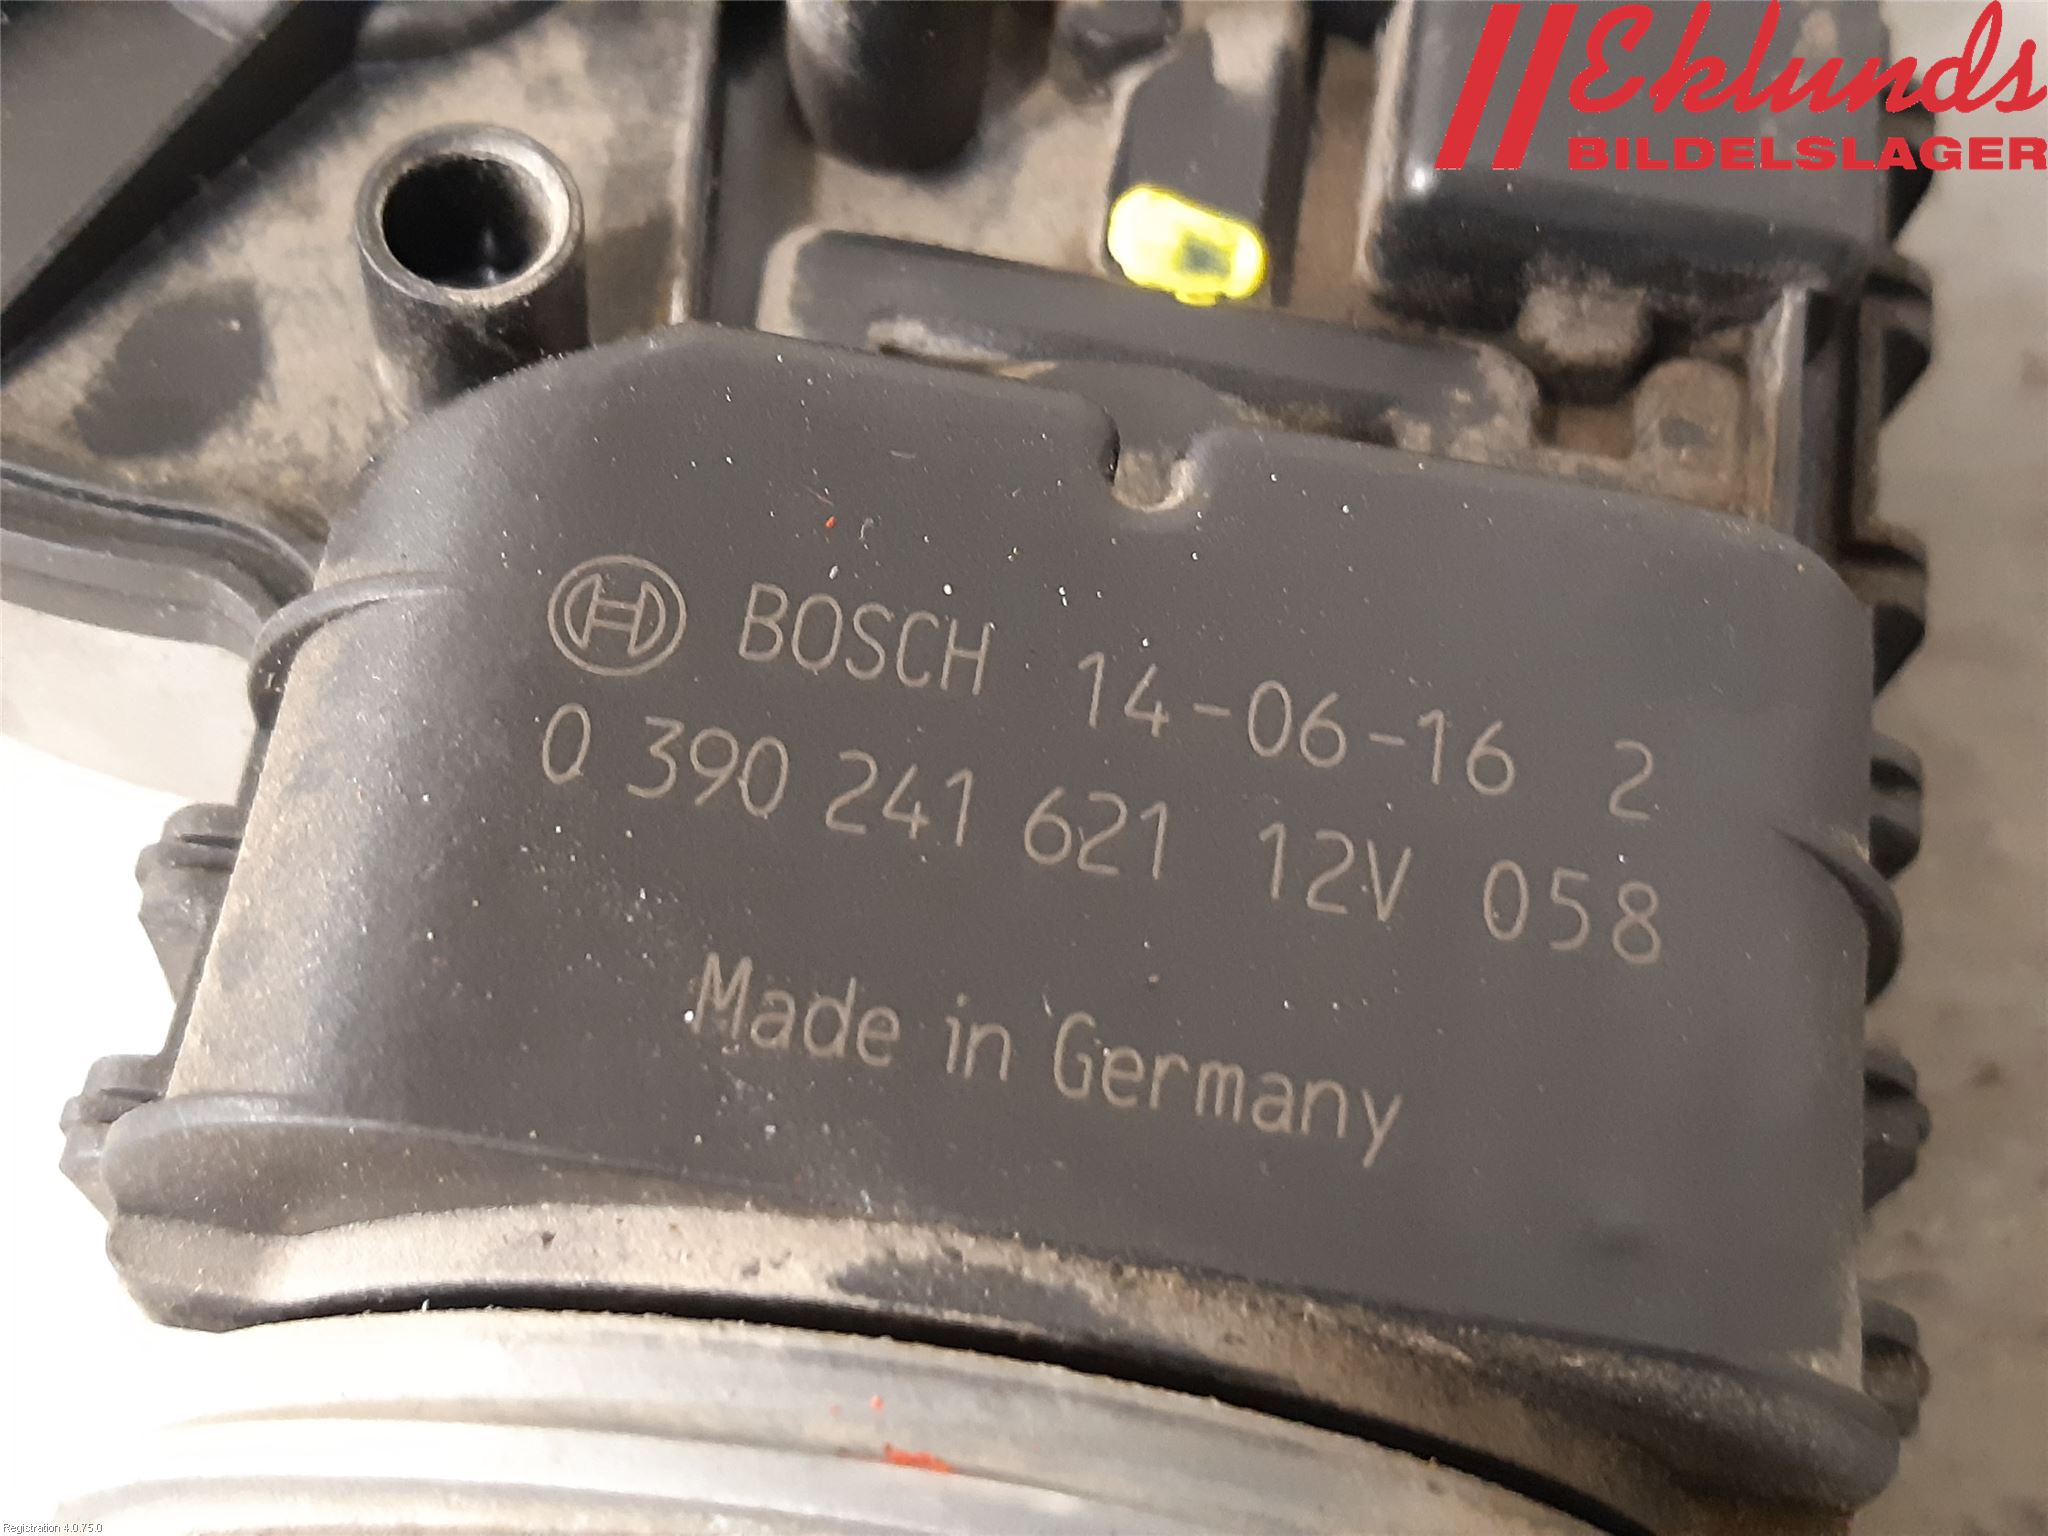 Eklunds
BILDELSLAGER
BOSCH 14-06-16 2
0 390 241 621 12V 058
Made in Germany
Registration 4.0.75.0